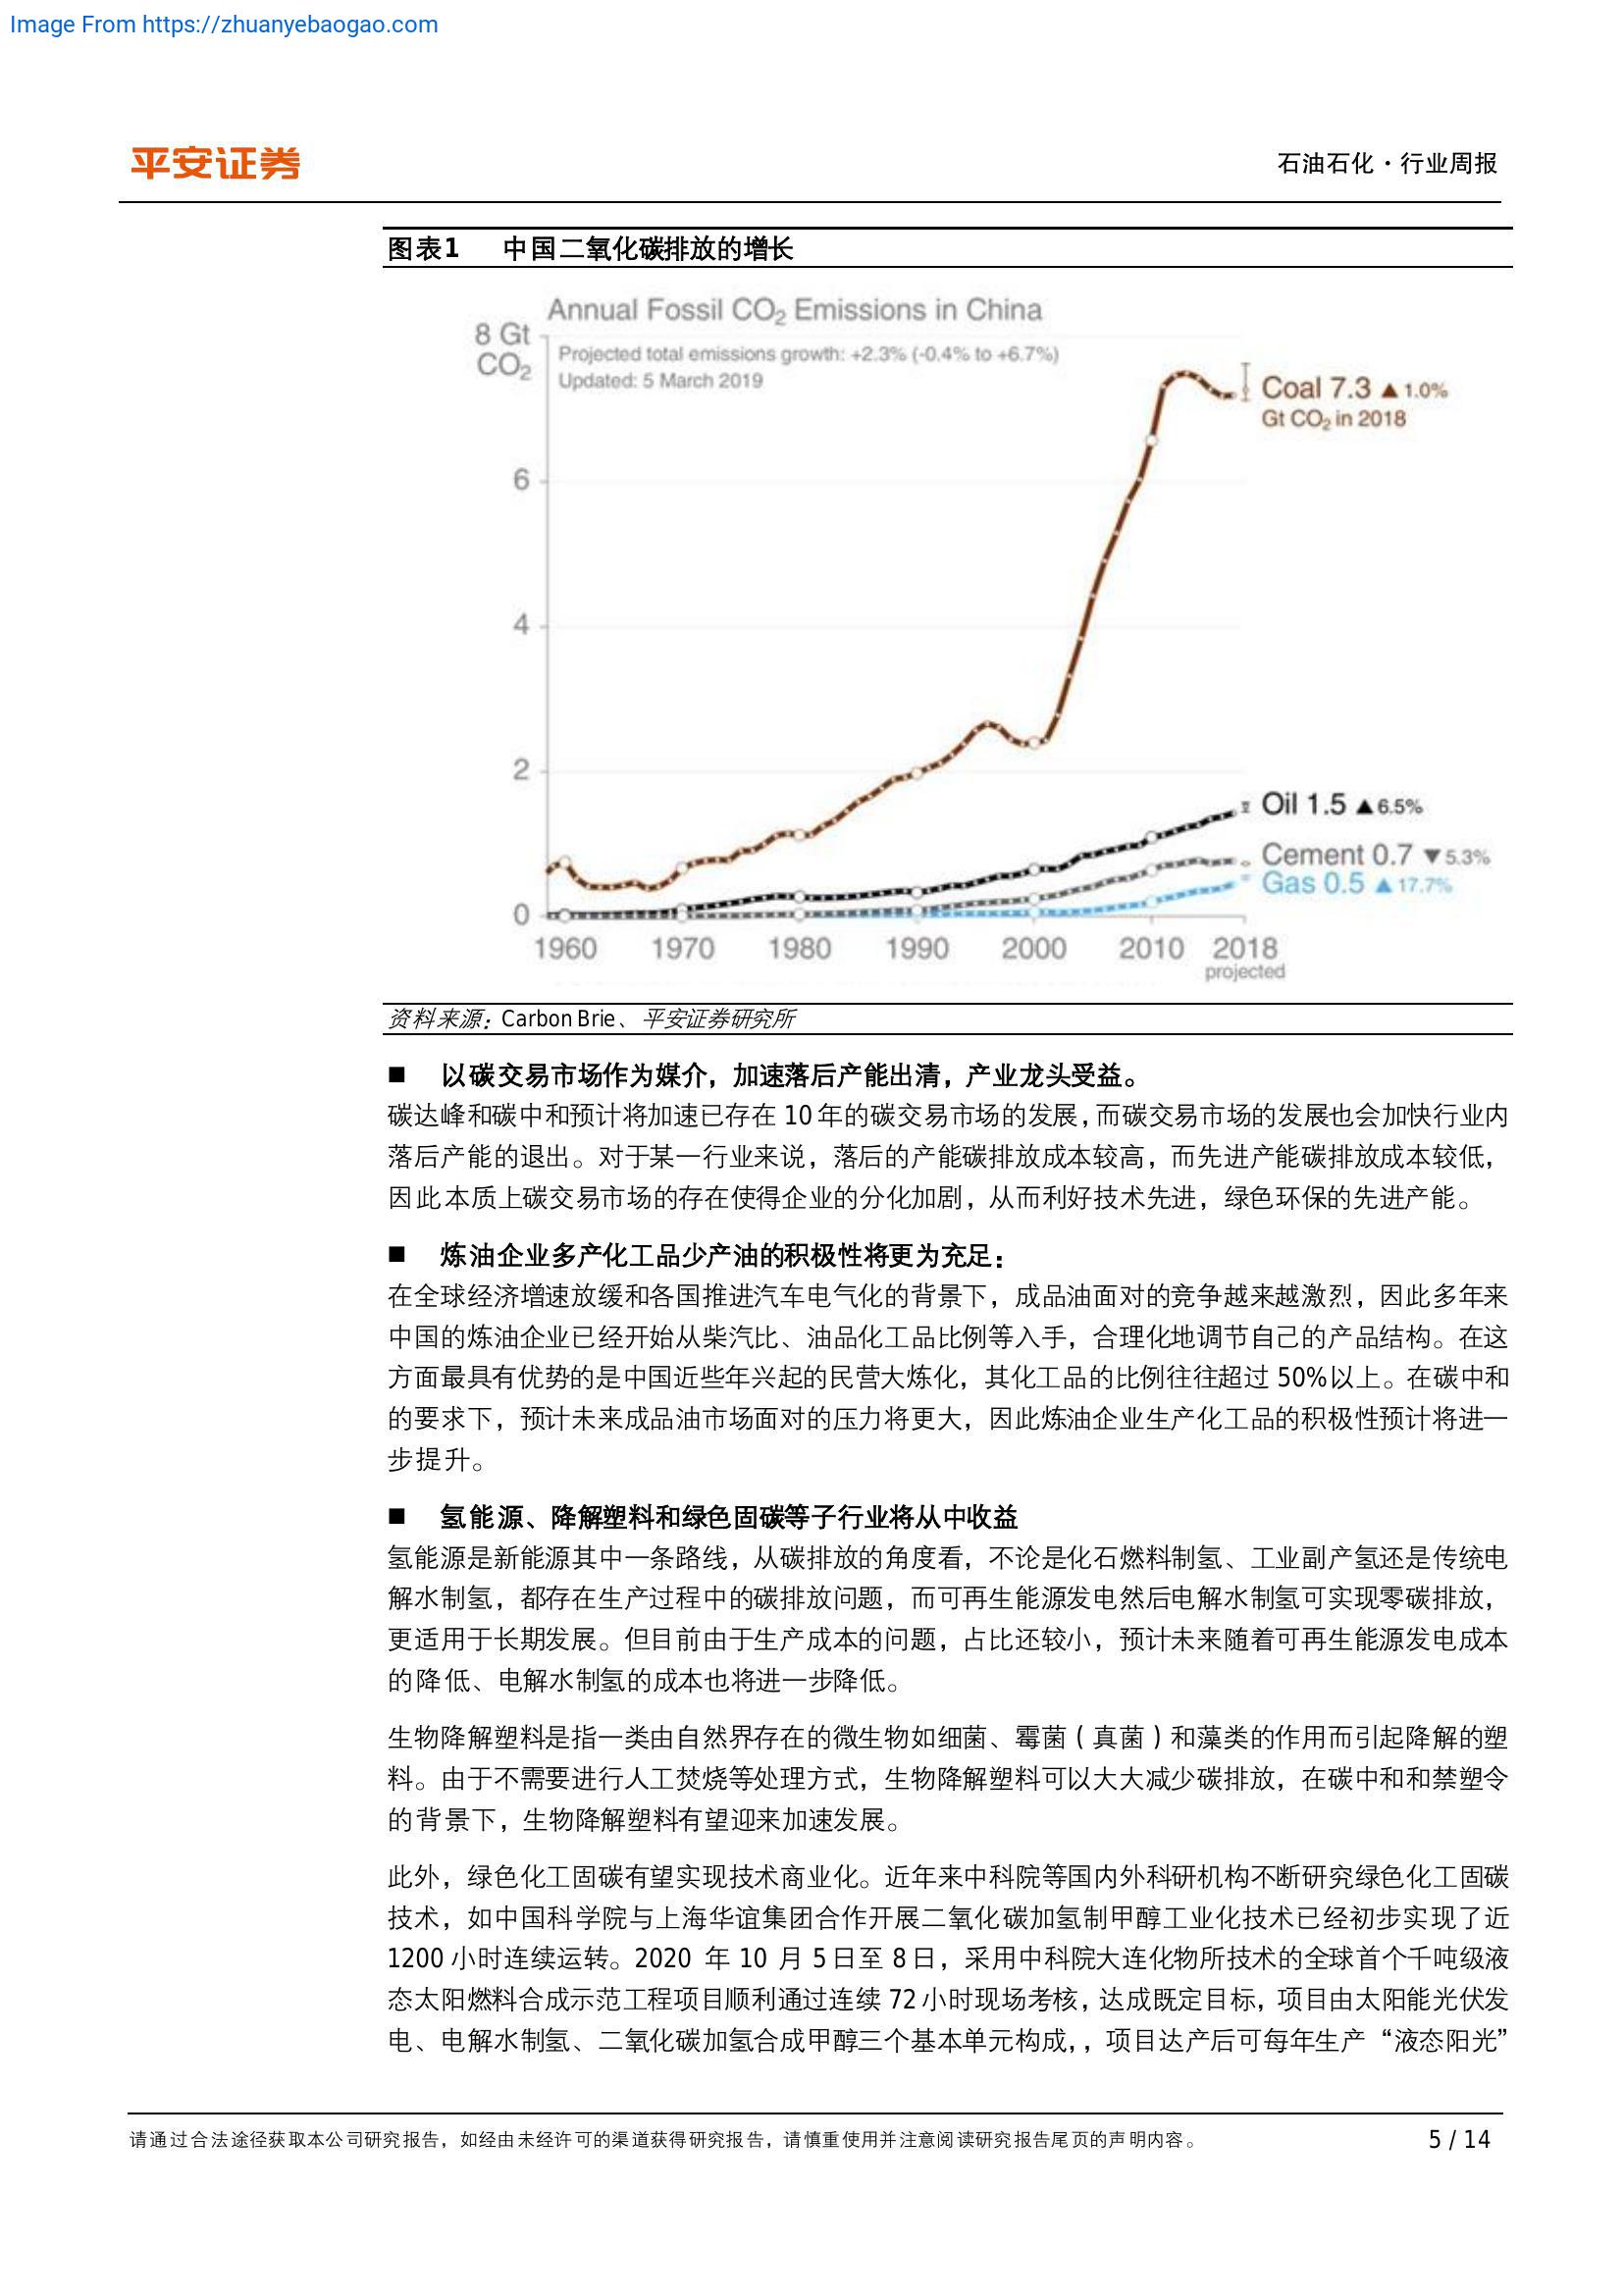 Image From https://zhuanyebaogao.com
平安证券
石油石化·行业周报
图表1 中国二氧化碳排放的增长
Annual Fossil CO₂ Emissions in China
8 Gt
CO₂
Projected total emissions growth: +2.3% (-0.4% to +6.7%)
Updated: 5 March 2019
Coal 7.3 ▲1.0%
Gt CO₂ in 2018
6
4
2
Oil 1.5 ▲6.5%
Cement 0.7 ▼5.3%
Gas 0.5 ▲17.7%
0
1960 1970 1980 1990 2000 2010 2018
projected
资料来源：Carbon Brie、平安证券研究所
■ 以碳交易市场作为媒介，加速落后产能出清，产业龙头受益。
碳达峰和碳中和预计将加速已存在 10 年的碳交易市场的发展，而碳交易市场的发展也会加快行业内
落后产能的退出。对于某一行业来说，落后的产能碳排放成本较高，而先进产能碳排放成本较低，
因此本质上碳交易市场的存在使得企业的分化加剧，从而利好技术先进，绿色环保的先进产能。
■ 炼油企业多产化工品少产油的积极性将更为充足：
在全球经济增速放缓和各国推进汽车电气化的背景下，成品油面对的竞争越来越激烈，因此多年来
中国的炼油企业已经开始从柴汽比、油品化工品比例等入手，合理化地调节自己的产品结构。在这
方面最具有优势的是中国近些年兴起的民营大炼化，其化工品的比例往往超过 50%以上。在碳中和
的要求下，预计未来成品油市场面对的压力将更大，因此炼油企业生产化工品的积极性预计将进一
步提升。
■ 氢能源、降解塑料和绿色固碳等子行业将从中收益
氢能源是新能源其中一条路线，从碳排放的角度看，不论是化石燃料制氢、工业副产氢还是传统电
解水制氢，都存在生产过程中的碳排放问题，而可再生能源发电然后电解水制氢可实现零碳排放，
更适用于长期发展。但目前由于生产成本的问题，占比还较小，预计未来随着可再生能源发电成本
的降低、电解水制氢的成本也将进一步降低。
生物降解塑料是指一类由自然界存在的微生物如细菌、霉菌(真菌)和藻类的作用而引起降解的塑
料。由于不需要进行人工焚烧等处理方式，生物降解塑料可以大大减少碳排放，在碳中和和禁塑令
的背景下，生物降解塑料有望迎来加速发展。
此外，绿色化工固碳有望实现技术商业化。近年来中科院等国内外科研机构不断研究绿色化工固碳
技术，如中国科学院与上海华谊集团合作开展二氧化碳加氢制甲醇工业化技术已经初步实现了近
1200 小时连续运转。2020 年 10 月 5 日至 8 日，采用中科院大连化物所技术的全球首个千吨级液
态太阳燃料合成示范工程项目顺利通过连续 72 小时现场考核，达成既定目标，项目由太阳能光伏发
电、电解水制氢、二氧化碳加氢合成甲醇三个基本单元构成，，项目达产后可每年生产“液态阳光”
请通过合法途径获取本公司研究报告，如经由未经许可的渠道获得研究报告，请慎重使用并注意阅读研究报告尾页的声明内容。
5 / 14